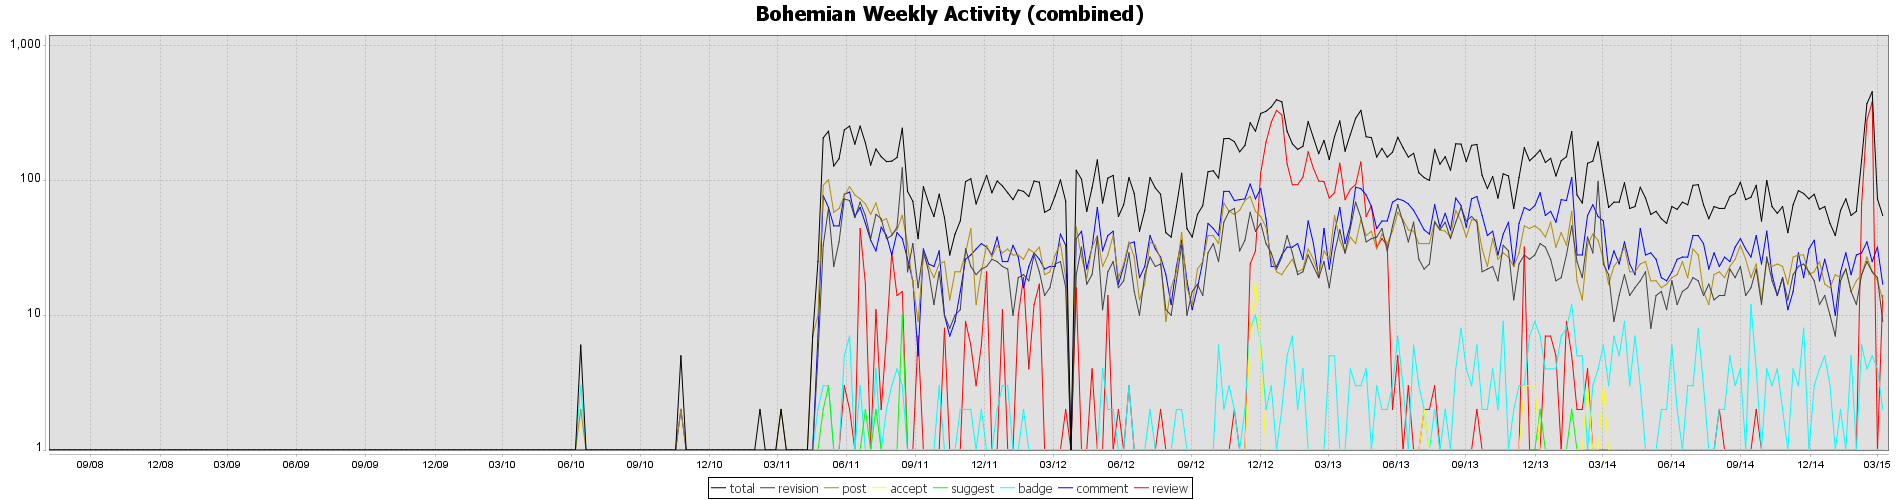 Bohemian Weekly Activity (combined)
1,000
100
10
1
09/08 12/08 03/09 06/09 09/09 12/09 03/10 06/10 09/10 12/10 03/11 06/11 09/11 12/11 03/12 06/12 09/12 12/12 03/13 06/13 09/13 12/13 03/14 06/14 09/14 12/14 03/15
total revision post accept suggest badge comment review